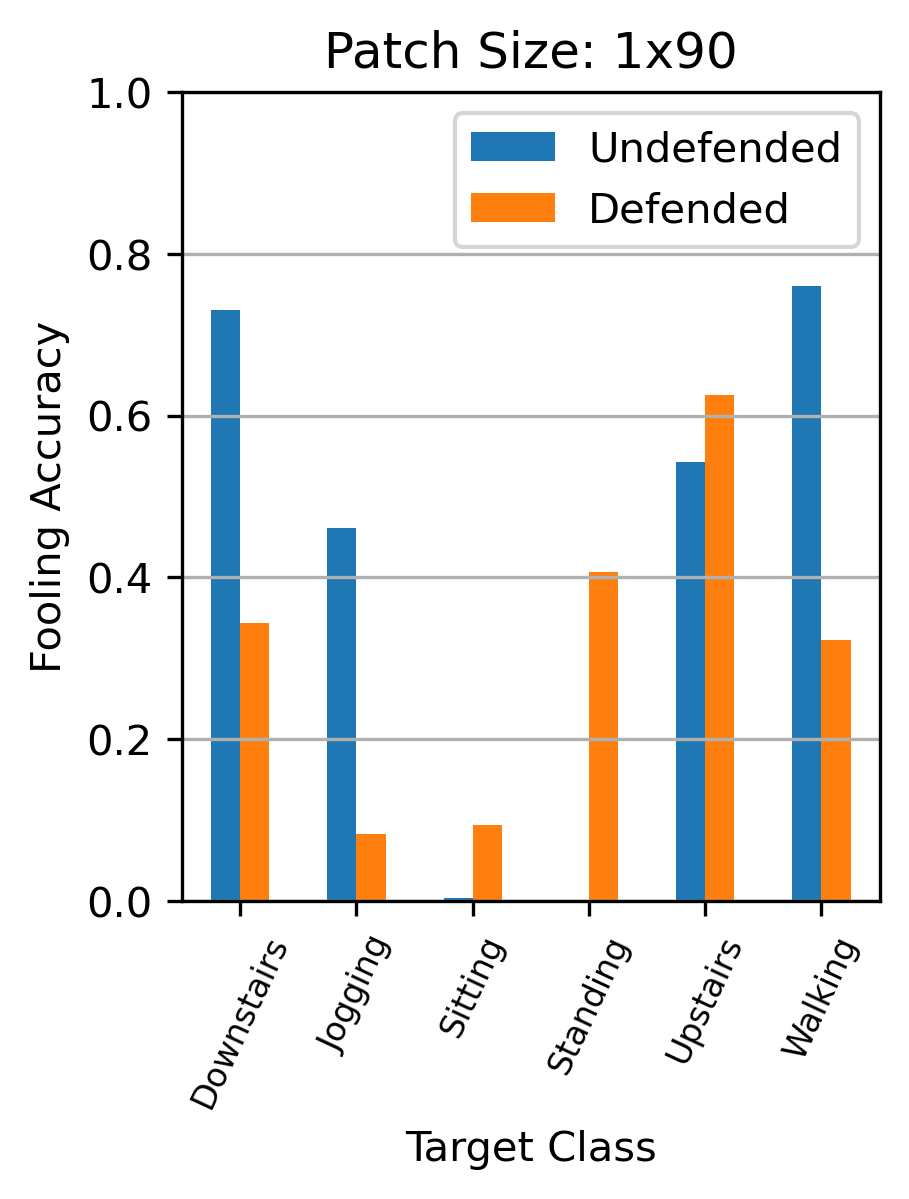 Patch Size: 1x90
1.0
0.8
0.6
0.4
0.2
0.0
Fooling Accuracy
Undefended
Defended
Downstairs
Jogging
Sitting
Standing
Upstairs
Walking
Target Class